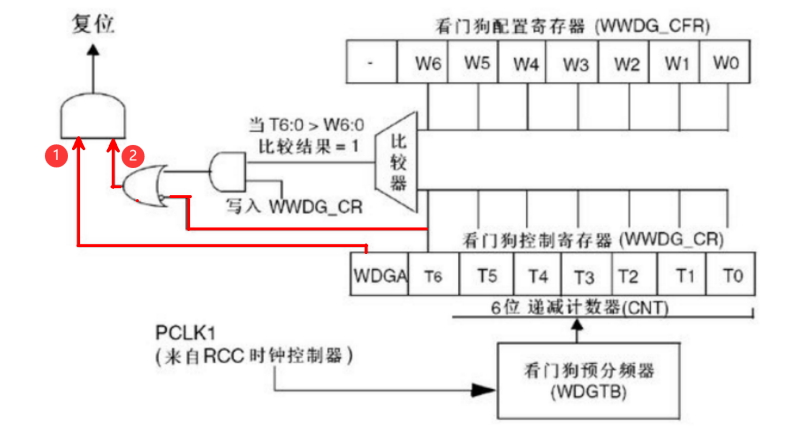 复位
看门狗配置寄存器 (WWDG_CFR)
- W6 W5 W4 W3 W2 W1 W0
当 T6:0 > W6:0
比较结果 = 1
比较器
1 2
写入 WWDG_CR
看门狗控制寄存器 (WWDG_CR)
WDGA T6 T5 T4 T3 T2 T1 T0
6位 递减计数器(CNT)
PCLK1
(来自RCC 时钟控制器)
看门狗预分频器
(WDGTB)